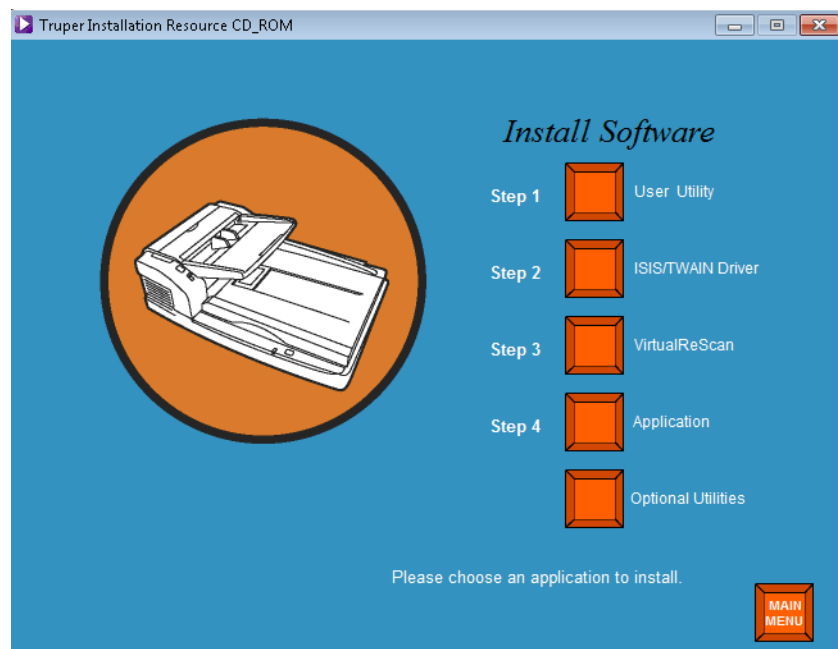 Truper Installation Resource CD_ROM
Install Software
Step 1 User Utility
Step 2 ISIS/TWAIN Driver
Step 3 VirtualReScan
Step 4 Application
Optional Utilities
Please choose an application to install.
MAIN
MENU